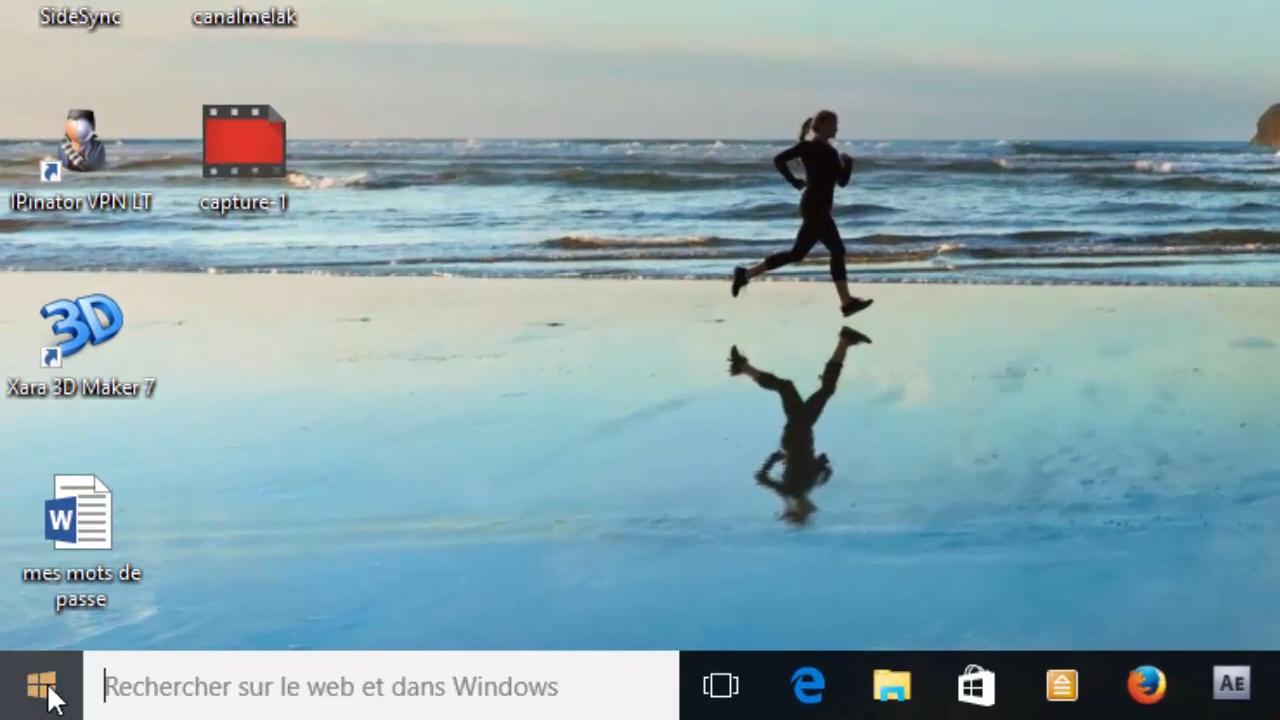 SideSync
canalmelak
IPinator VPN LT
capture-1
3D
Xara 3D Maker 7
W
mes mots de
passe
Rechercher sur le web et dans Windows
AE